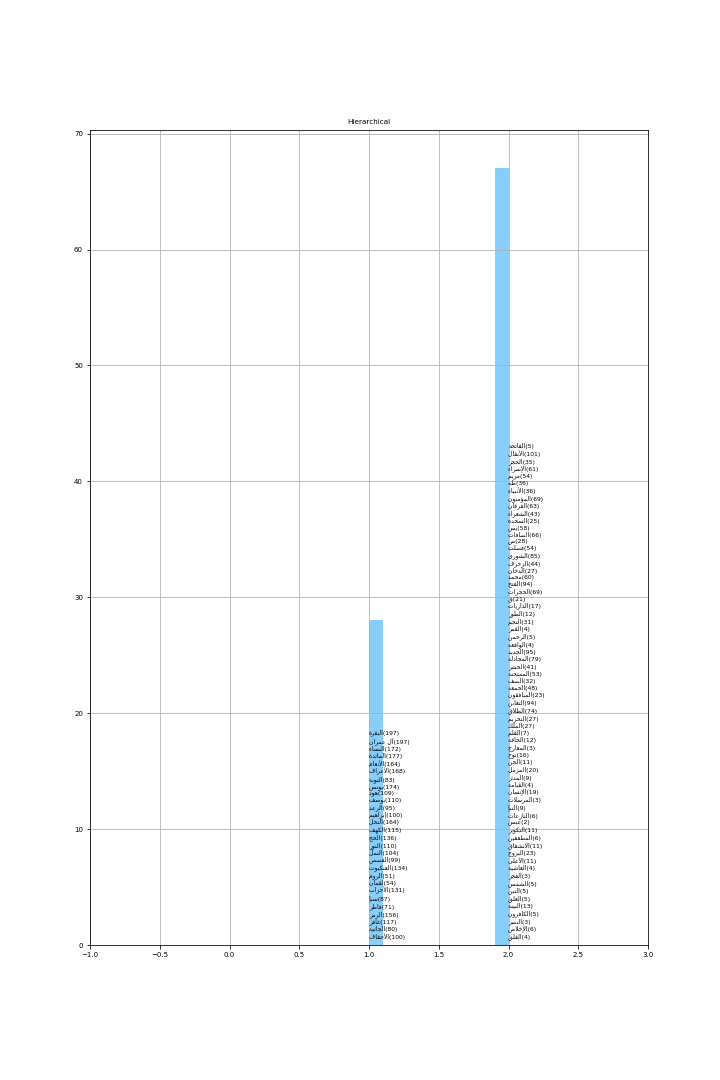 Hierarchical
70
60
50
40
30
20
10
0
الفاتحة(5)
الأنفال(101)
الحجر(35)
الإسراء(61)
مريم(54)
طه(36)
الأنبياء(36)
المؤمنون(69)
الفرقان(63)
الشعراء(43)
السجدة(25)
يس(58)
الصافات(66)
ص(28)
فصلت(54)
الشورى(85)
الزخرف(44)
الدخان(27)
محمد(60)
الفتح(94)
الحجرات(69)
ق(21)
الذاريات(17)
الطور(12)
النجم(31)
القمر(4)
الرحمن(5)
الواقعة(4)
الحديد(95)
المجادلة(79)
الحشر(41)
الممتحنة(53)
الصف(32)
الجمعة(48)
المنافقون(23)
التغابن(94)
الطلاق(74)
التحريم(27)
الملك(27)
القلم(7)
الحاقة(12)
المعارج(3)
نوح(16)
الجن(11)
المزمل(20)
المدثر(9)
القيامة(4)
الإنسان(19)
المرسلات(3)
النبإ(9)
النازعات(6)
عبس(2)
التكوير(11)
المطففين(6)
الانشقاق(11)
البروج(23)
الأعلى(11)
الغاشية(4)
الفجر(3)
الشمس(5)
التين(5)
العلق(5)
البينة(13)
الكافرون(5)
النصر(3)
الإخلاص(6)
الفلق(4)
البقرة(197)
آل عمران(197)
النساء(172)
المائدة(177)
الأنعام(164)
الأعراف(168)
التوبة(83)
يونس(174)
هود(109)
يوسف(110)
الرعد(95)
إبراهيم(100)
النحل(164)
الكهف(115)
الحج(136)
النور(110)
النمل(104)
القصص(99)
العنكبوت(134)
الروم(51)
لقمان(54)
الأحزاب(131)
سبإ(87)
فاطر(71)
الزمر(156)
غافر(117)
الجاثية(80)
الأحقاف(100)
−1.0 −0.5 0.0 0.5 1.0 1.5 2.0 2.5 3.0